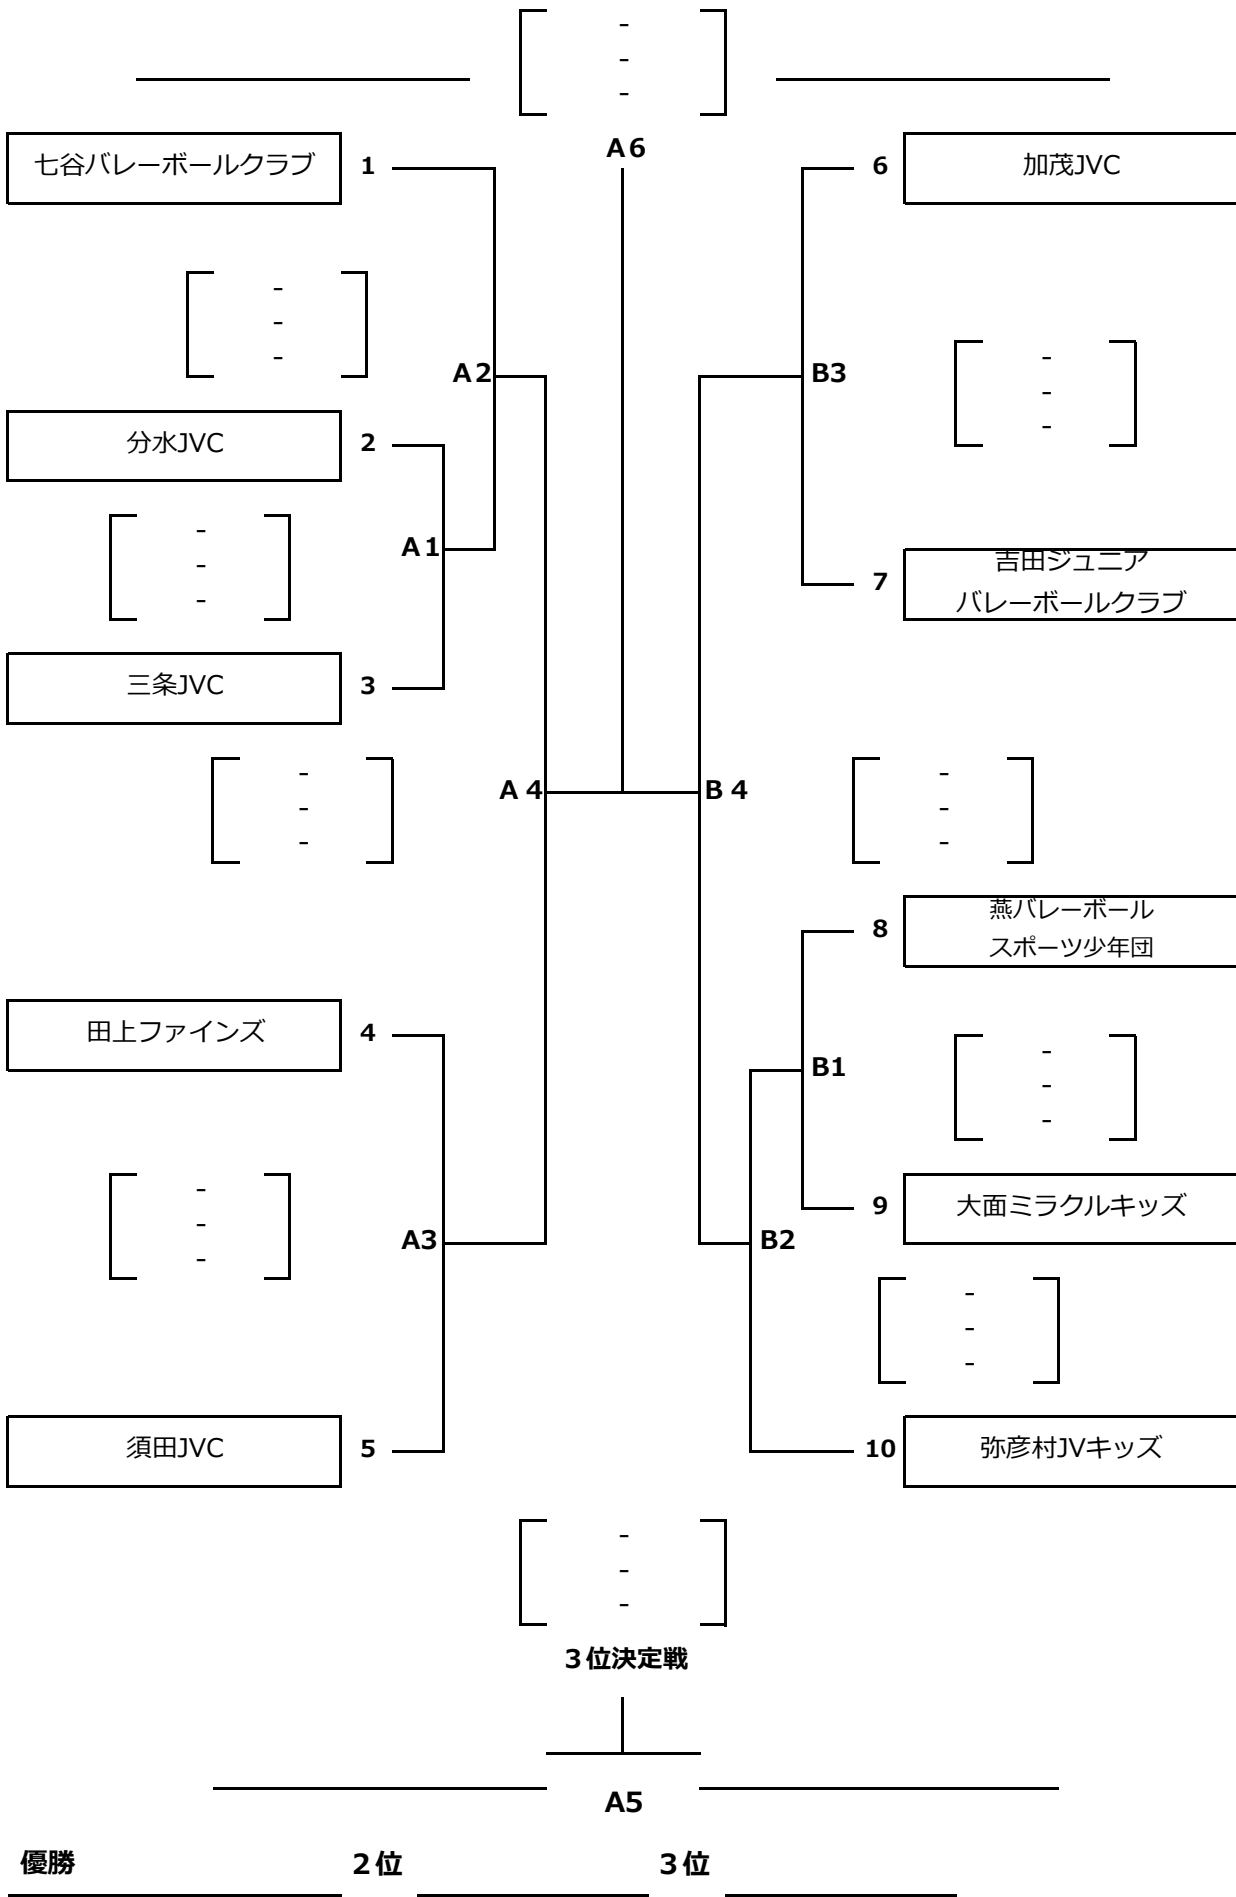 -
-
-
A6
七谷バレーボールクラブ 1
6 加茂JVC
-
-
-
A2
B3
-
-
-
分水JVC 2
-
-
-
A1
7 吉田ジュニア
バレーボールクラブ
三条JVC 3
-
-
-
A 4
B 4
-
-
-
8 燕バレーボール
スポーツ少年団
田上ファインズ 4
B1
-
-
-
-
-
-
A3
9 大面ミラクルキッズ
B2
-
-
-
須田JVC 5
10 弥彦村JVキッズ
-
-
-
3位決定戦
A5
優勝 2位 3位